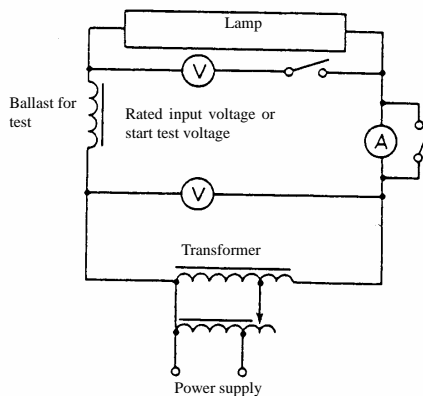 Lamp
V
Ballast for
test
Rated input voltage or
start test voltage
A
V
Transformer
Power supply